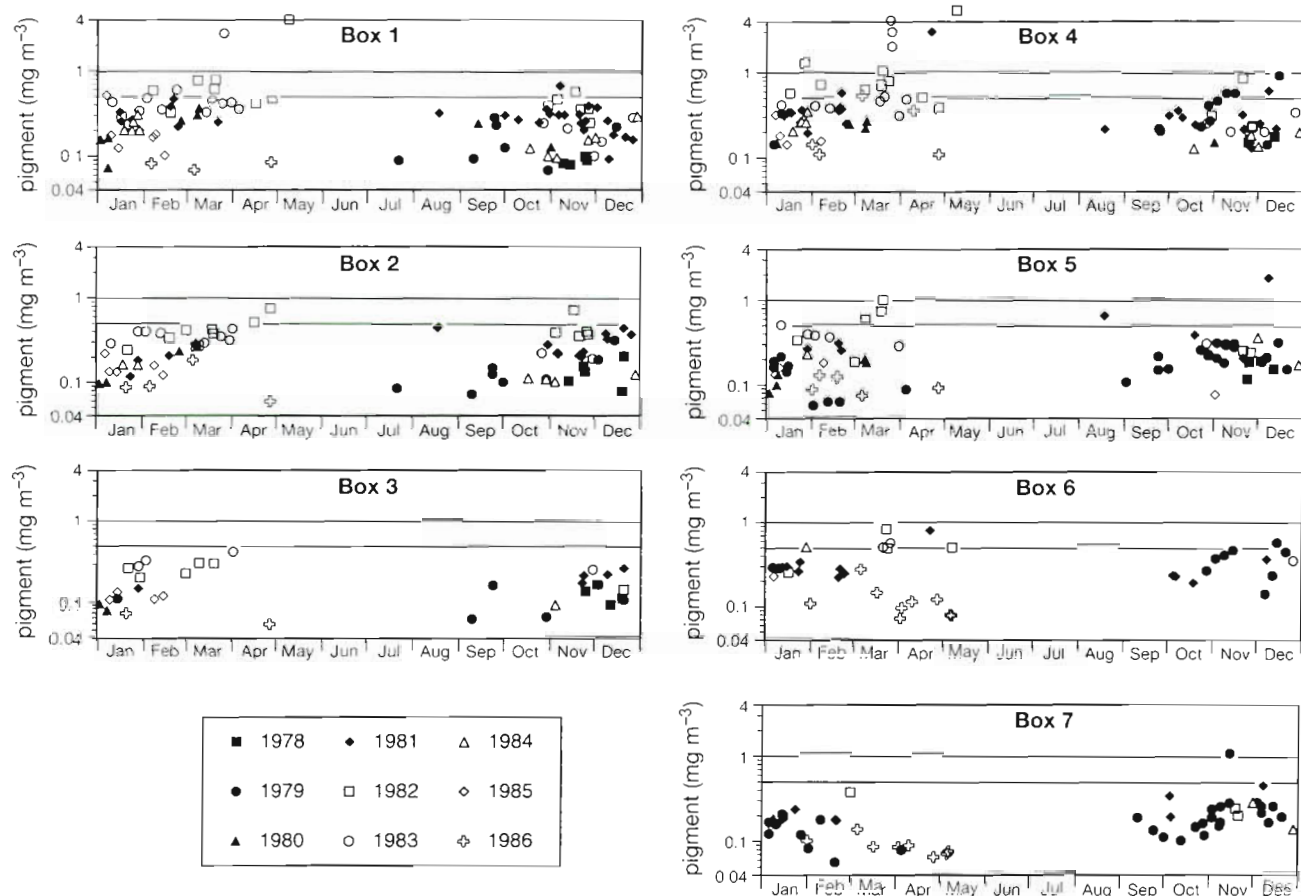 Box 1
pigment (mg m⁻³)
4
1
0.1
0.04
Jan Feb Mar Apr May Jun Jul Aug Sep Oct Nov Dec
Box 2
pigment (mg m⁻³)
4
1
0.1
0.04
Jan Feb Mar Apr May Jun Jul Aug Sep Oct Nov Dec
Box 3
pigment (mg m⁻³)
4
1
0.1
0.04
Jan Feb Mar Apr May Jun Jul Aug Sep Oct Nov Dec
1978 1981 1984
1979 1982 1985
1980 1983 1986
Box 4
pigment (mg m⁻³)
4
1
0.1
0.04
Jan Feb Mar Apr May Jun Jul Aug Sep Oct Nov Dec
Box 5
pigment (mg m⁻³)
4
1
0.1
0.04
Jan Feb Mar Apr May Jun Jul Aug Sep Oct Nov Dec
Box 6
pigment (mg m⁻³)
4
1
0.1
0.04
Jan Feb Mar Apr May Jun Jul Aug Sep Oct Nov Dec
Box 7
pigment (mg m⁻³)
4
1
0.1
0 04
Jan Feb Ma Apr May Jun Jul Aug Sep Oct Nov Dec